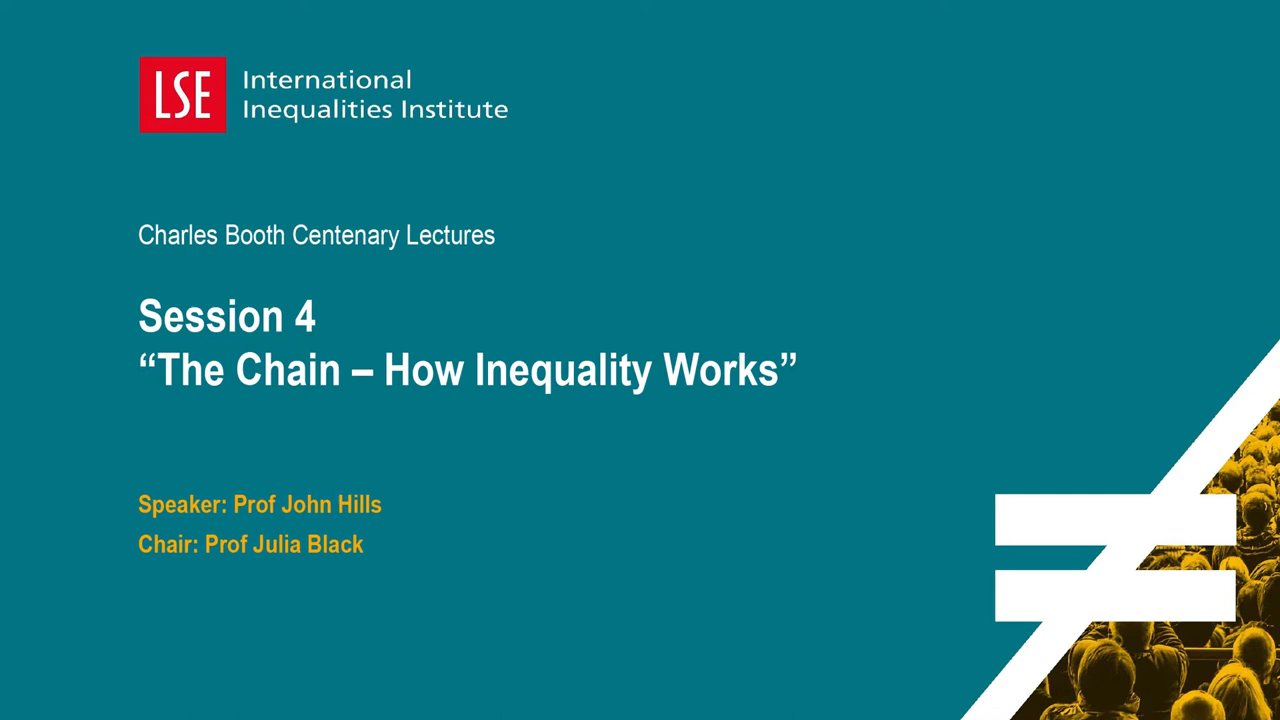 LSE
International
Inequalities Institute
Charles Booth Centenary Lectures
Session 4
“The Chain – How Inequality Works”
Speaker: Prof John Hills
Chair: Prof Julia Black